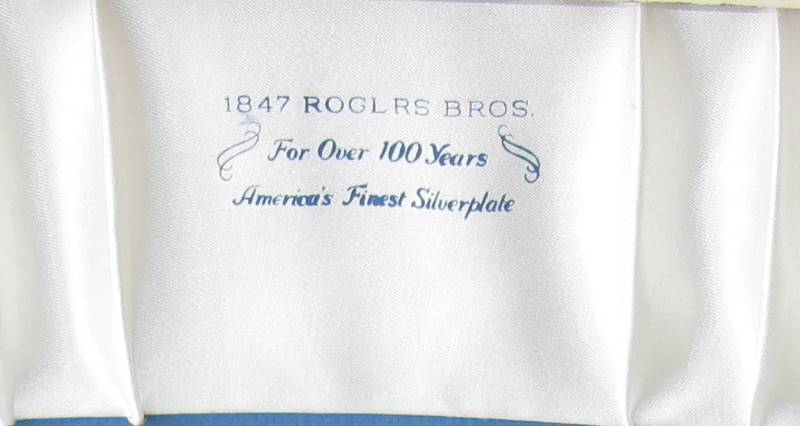 1847 ROGERS BROS.
For Over 100 Years
America's Finest Silverplate